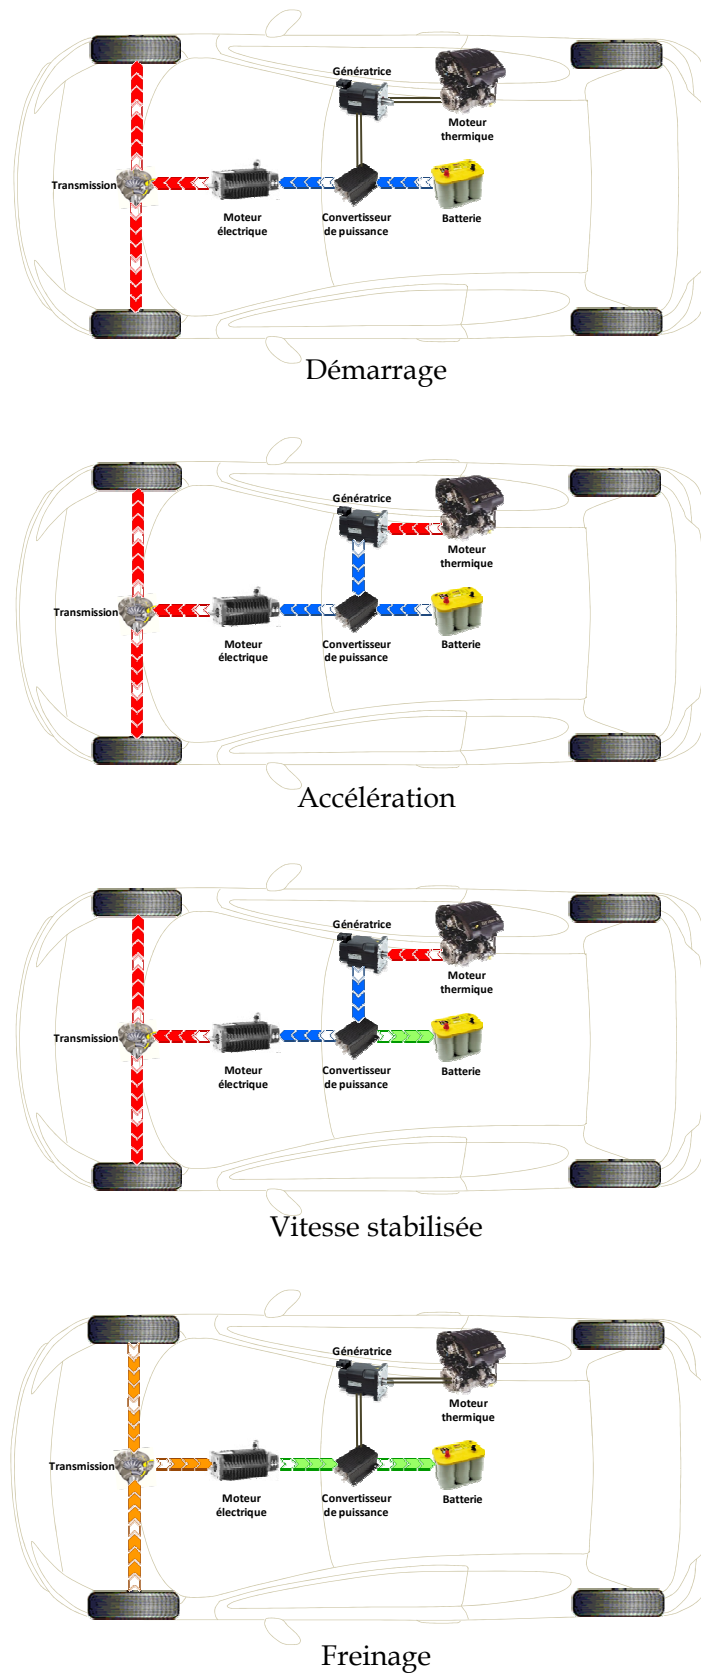 Génératrice
Moteur
thermique
Transmission
Moteur
électrique
Convertisseur
de puissance
Batterie
Démarrage
Génératrice
Moteur
thermique
Transmission
Moteur
électrique
Convertisseur
de puissance
Batterie
Accélération
Génératrice
Moteur
thermique
Transmission
Moteur
électrique
Convertisseur
de puissance
Batterie
Vitesse stabilisée
Génératrice
Moteur
thermique
Transmission
Moteur
électrique
Convertisseur
de puissance
Batterie
Freinage